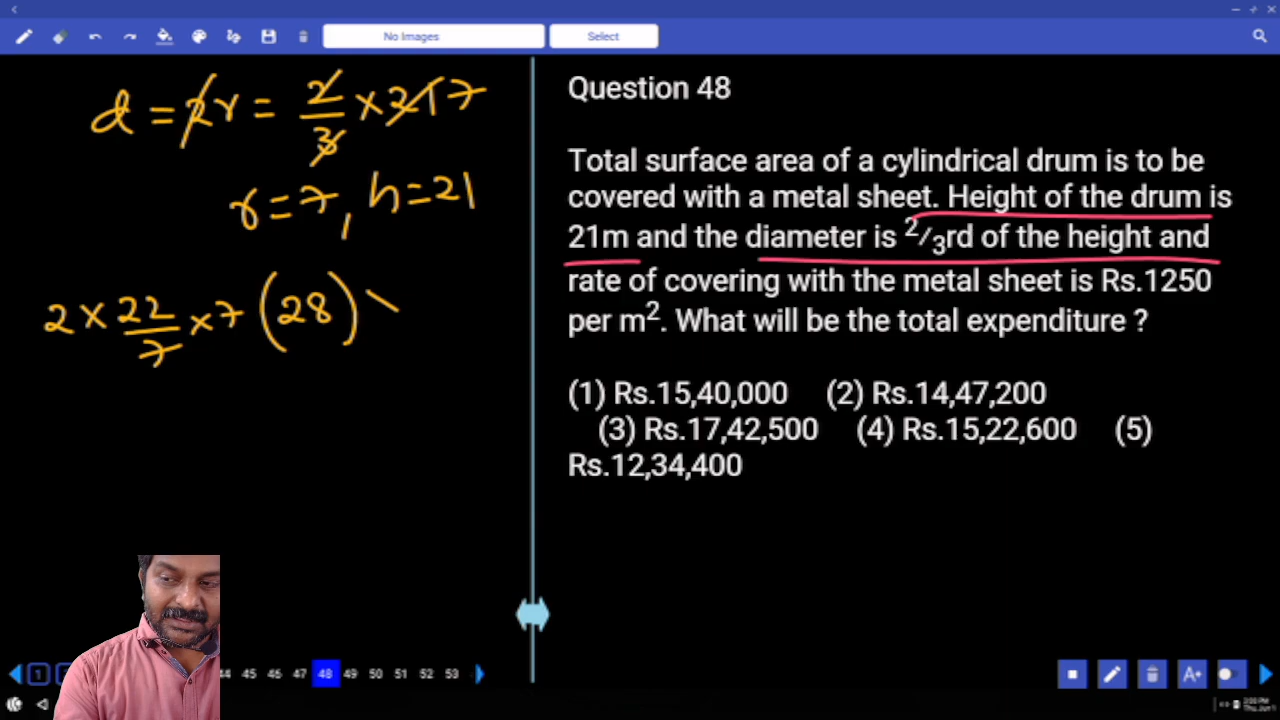 No Images
Select
d = 2r = 2/3 × 21 7
r = 7, h = 21
2 × 22/7 × 7 (28) ×
Question 48
Total surface area of a cylindrical drum is to be
covered with a metal sheet. Height of the drum is
21m and the diameter is 2/3rd of the height and
rate of covering with the metal sheet is Rs.1250
per m². What will be the total expenditure ?
(1) Rs.15,40,000 (2) Rs.14,47,200
(3) Rs.17,42,500 (4) Rs.15,22,600 (5)
Rs.12,34,400
1 44 45 46 47 48 49 50 51 52 53
A+